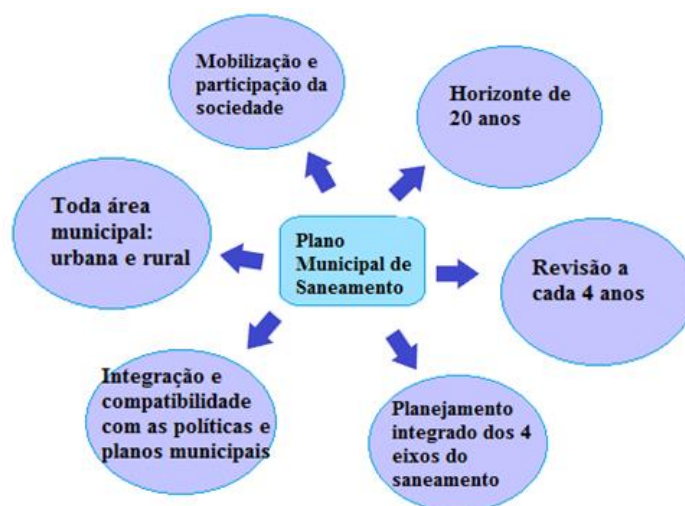 Mobilização e
participação da
sociedade
Horizonte de
20 anos
Toda área
municipal:
urbana e rural
Plano
Municipal de
Saneamento
Revisão a
cada 4 anos
Integração e
compatibilidade
com as políticas e
planos municipais
Planejamento
integrado dos 4
eixos do
saneamento